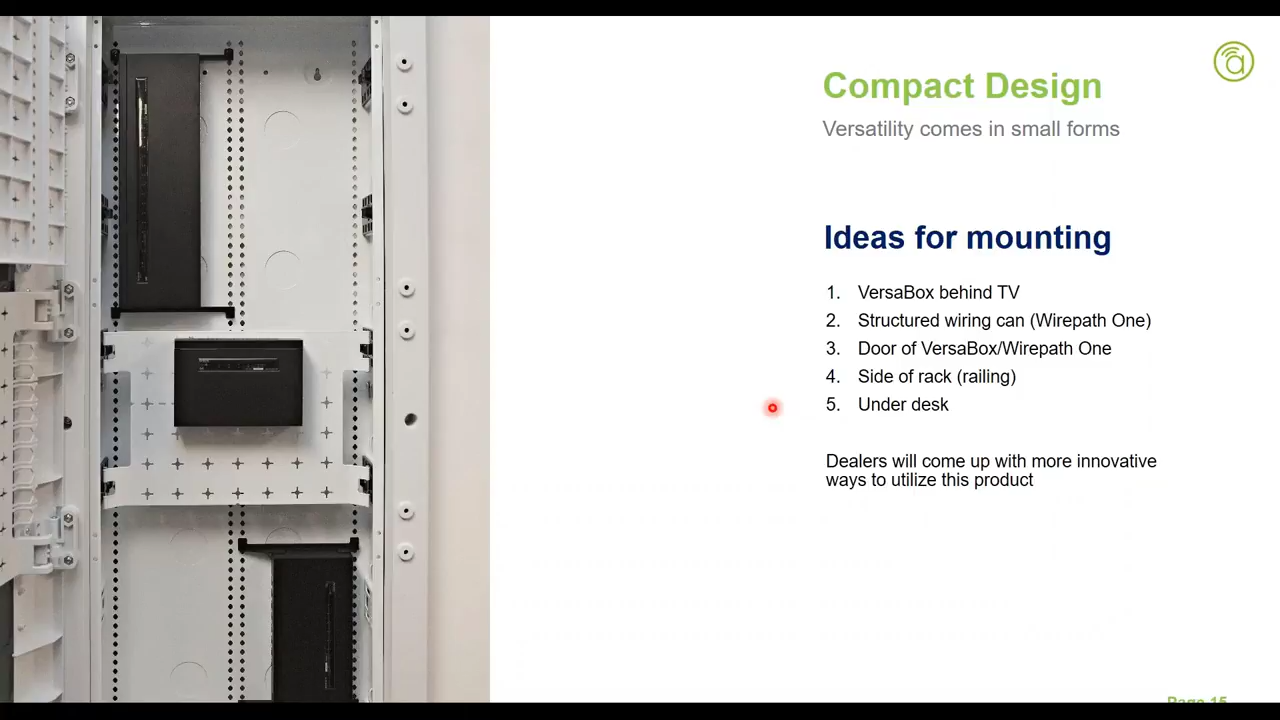 Compact Design
Versatility comes in small forms
Ideas for mounting
1. VersaBox behind TV
2. Structured wiring can (Wirepath One)
3. Door of VersaBox/Wirepath One
4. Side of rack (railing)
5. Under desk
Dealers will come up with more innovative
ways to utilize this product
Page 15